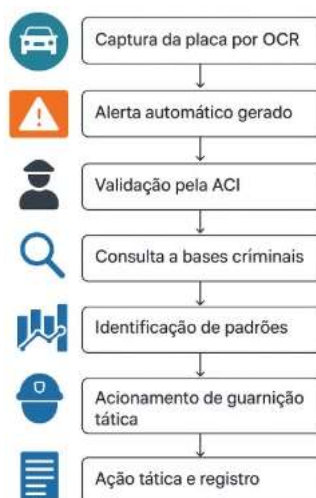 Captura da placa por OCR
Alerta automático gerado
Validação pela ACI
Consulta a bases criminais
Identificação de padrões
Acionamento de guarnição
tática
Ação tática e registro